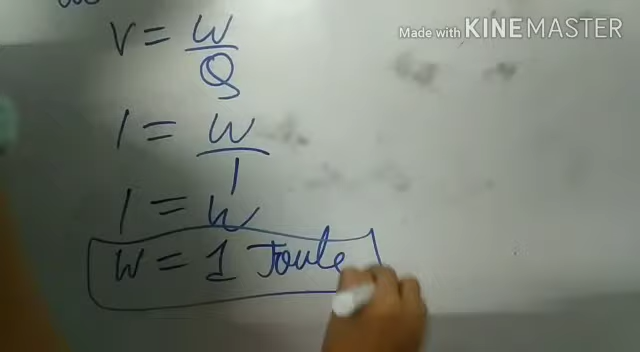 Made with KINEMASTER
V = W/Q
1 = W/1
1 = W
W = 1 Joule